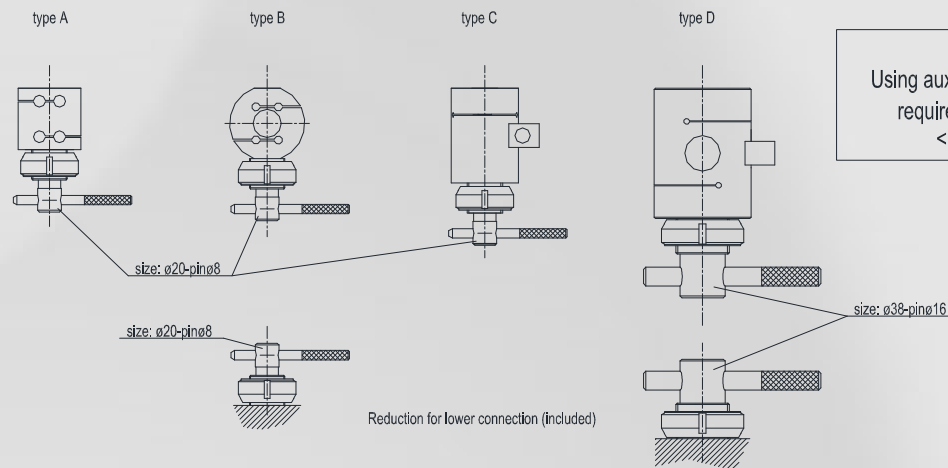 type A
type B
type C
type D
Using
require
<
size: ø20-pinø8
size: ø20-pinø8
size: ø38-pinø16
Reduction for lower connection (included)